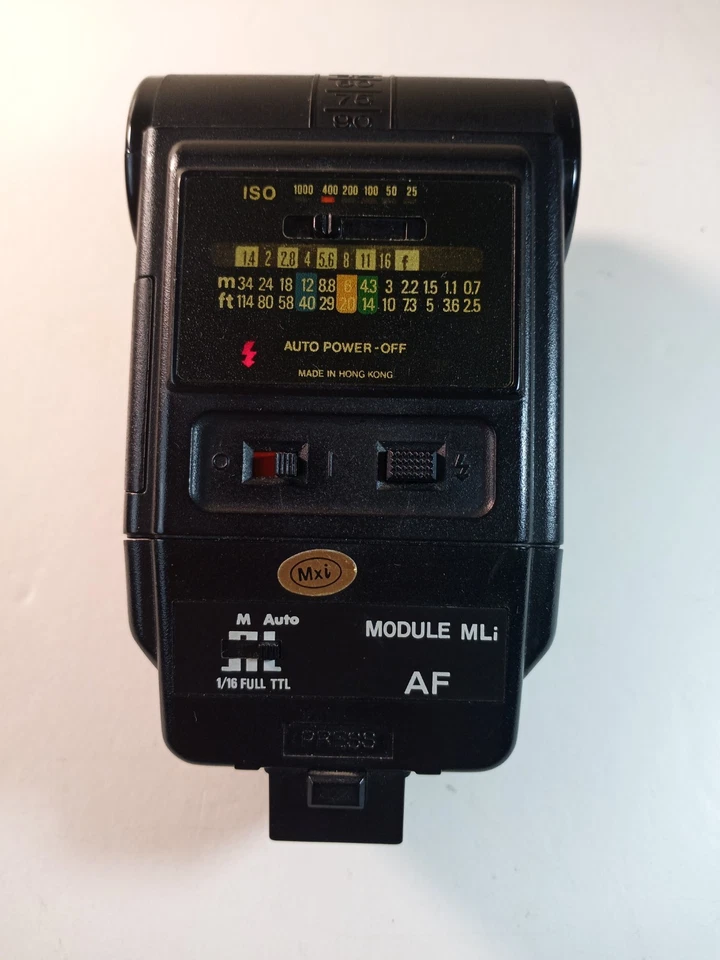 90 75 60
ISO 1000 400 200 100 50 25
1.4 2 2.8 4 5.6 8 11 16 f
m 34 24 18 12 8.8 6 4.3 3 2.2 1.5 1.1 0.7
ft 114 80 58 40 29 20 14 10 7.3 5 3.6 2.5
AUTO POWER-OFF
MADE IN HONG KONG
O I
Mxi
M Auto
1/16 FULL TTL
MODULE MLi
AF
PRESS